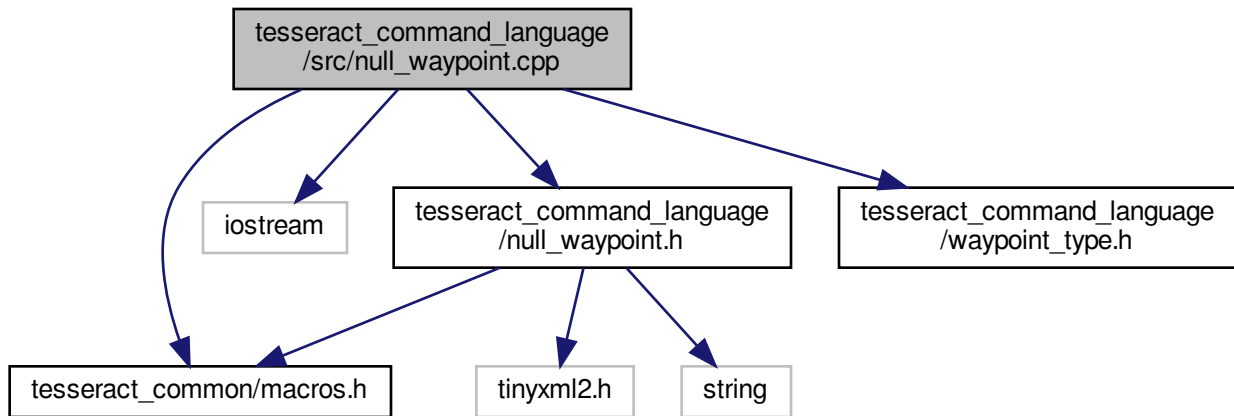 tesseract_command_language
/src/null_waypoint.cpp
iostream
tesseract_command_language
/null_waypoint.h
tesseract_command_language
/waypoint_type.h
tesseract_common/macros.h
tinyxml2.h
string